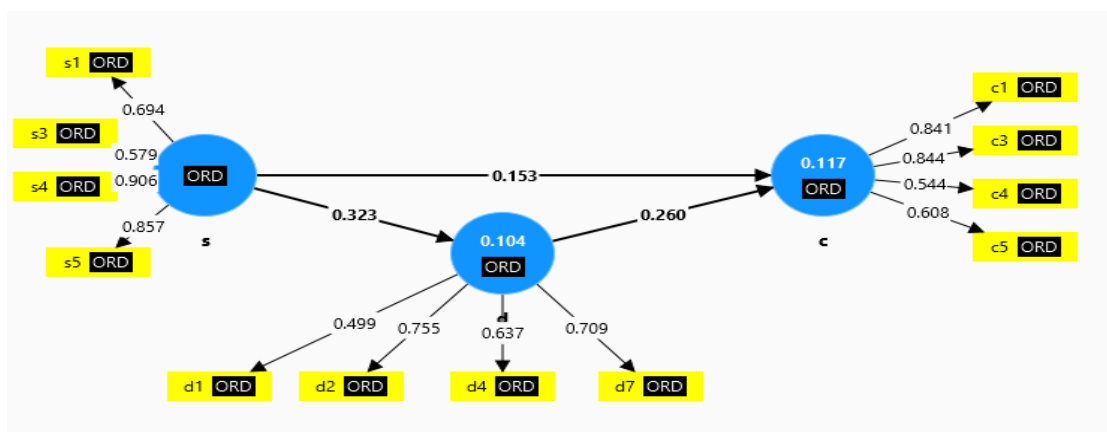 s1 ORD
0.694
s3 ORD
0.579
s4 ORD
0.906
0.857
s5 ORD
ORD
s
0.153
0.323
0.260
0.104
ORD
d
0.499
0.755
0.637
0.709
d1 ORD
d2 ORD
d4 ORD
d7 ORD
0.117
ORD
c
0.841
0.844
0.544
0.608
c1 ORD
c3 ORD
c4 ORD
c5 ORD